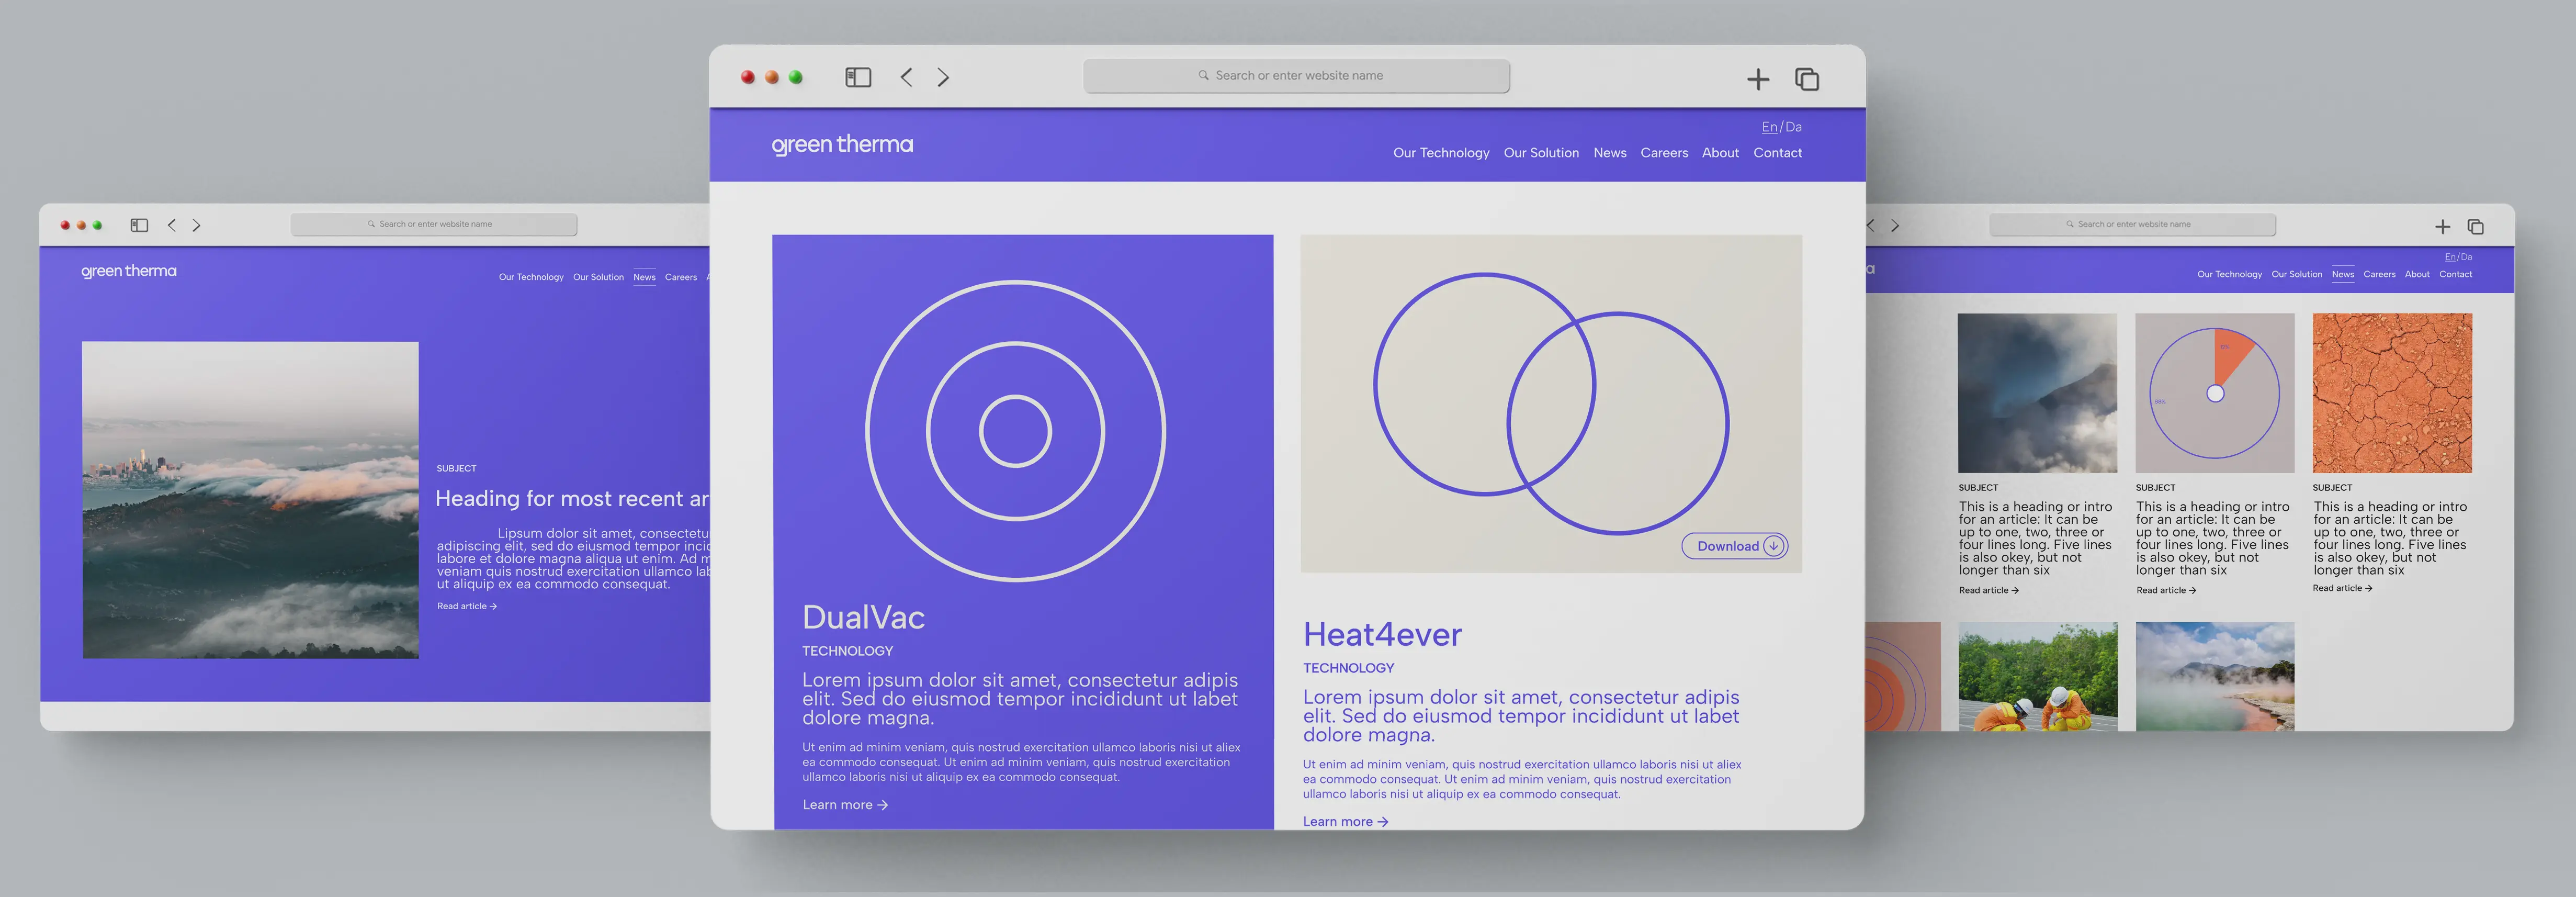 Search or enter website name
green therma
Our Technology Our Solution News Careers
SUBJECT
Heading for most recent ar
Lipsum dolor sit amet, consectetur
adipiscing elit, sed do eiusmod tempor incid
labore et dolore magna aliqua ut enim. Ad m
veniam quis nostrud exercitation ullamco lab
ut aliquip ex ea commodo consequat.
Read article →
Search or enter website name
green therma
En/Da
Our Technology Our Solution News Careers About Contact
DualVac
TECHNOLOGY
Lorem ipsum dolor sit amet, consectetur adipis
elit. Sed do eiusmod tempor incididunt ut labet
dolore magna.
Ut enim ad minim veniam, quis nostrud exercitation ullamco laboris nisi ut aliex
ea commodo consequat. Ut enim ad minim veniam, quis nostrud exercitation
ullamco laboris nisi ut aliquip ex ea commodo consequat.
Learn more →
Download
Heat4ever
TECHNOLOGY
Lorem ipsum dolor sit amet, consectetur adipis
elit. Sed do eiusmod tempor incididunt ut labet
dolore magna.
Ut enim ad minim veniam, quis nostrud exercitation ullamco laboris nisi ut aliex
ea commodo consequat. Ut enim ad minim veniam, quis nostrud exercitation
ullamco laboris nisi ut aliquip ex ea commodo consequat.
Learn more →
Search or enter website name
a
En/Da
Our Technology Our Solution News Careers About Contact
SUBJECT
This is a heading or intro
for an article: It can be
up to one, two, three or
four lines long. Five lines
is also okey, but not
longer than six
Read article →
SUBJECT
This is a heading or intro
for an article: It can be
up to one, two, three or
four lines long. Five lines
is also okey, but not
longer than six
Read article →
SUBJECT
This is a heading or intro
for an article: It can be
up to one, two, three or
four lines long. Five lines
is also okey, but not
longer than six
Read article →